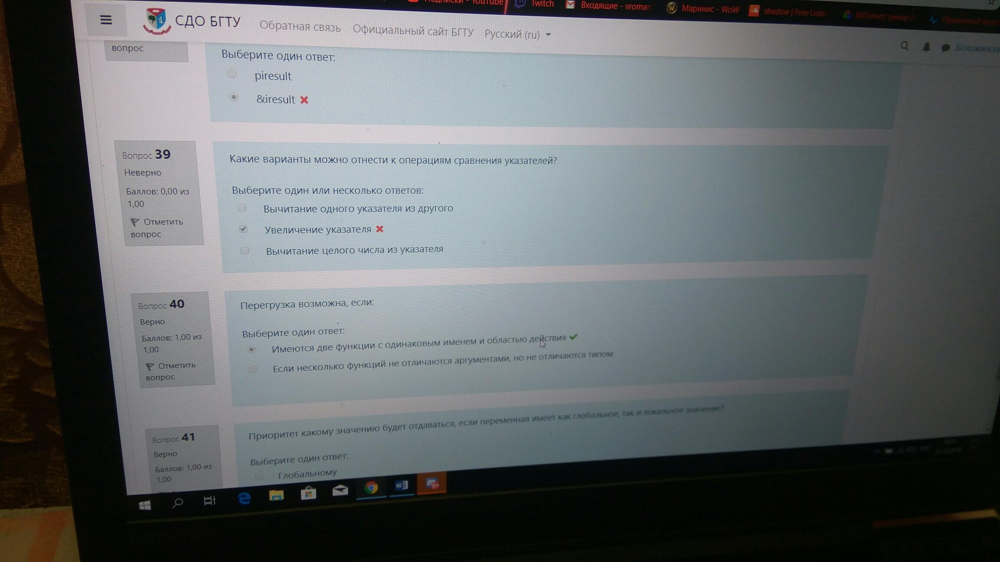 Подписки - YouTube
Twitch
Входящие - vroman
Маринис - WoW
shadow | Free Listen
BitTorrent трекер
СДО БГТУ
Обратная связь
Официальный сайт БГТУ
Русский (ru)
Боложински
вопрос
Выберите один ответ:
piresult
&iresult
Вопрос 39
Неверно
Баллов: 0,00 из
1,00
Отметить
вопрос
Какие варианты можно отнести к операциям сравнения указателей?
Выберите один или несколько ответов:
Вычитание одного указателя из другого
Увеличение указателя
Вычитание целого числа из указателя
Вопрос 40
Верно
Баллов: 1,00 из
1,00
Отметить
вопрос
Перегрузка возможна, если:
Выберите один ответ:
Имеются две функции с одинаковым именем и областью действия
Если несколько функций не отличаются аргументами, но не отличаются типом
Вопрос 41
Верно
Баллов: 1,00 из
1,00
Приоритет какому значению будет отдаваться, если переменная имеет как глобальное, так и локальное значение?
Выберите один ответ:
Глобальному